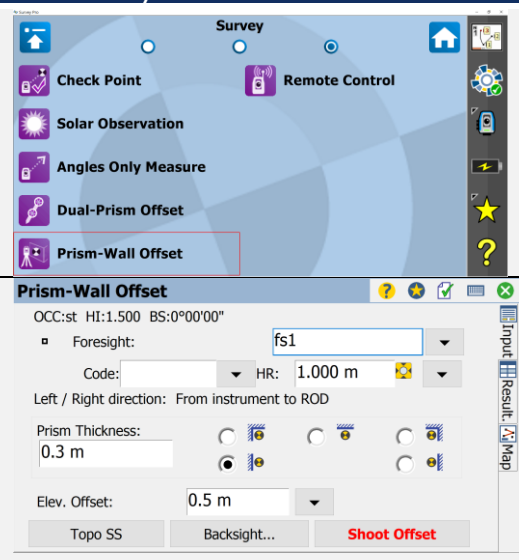 Survey Pro
Survey
Check Point
Remote Control
Solar Observation
Angles Only Measure
Dual-Prism Offset
Prism-Wall Offset
?
Prism-Wall Offset
?
OCC:st HI:1.500 BS:0°00'00"
Foresight:
fs1
Code:
HR:
1.000 m
Left / Right direction: From instrument to ROD
Prism Thickness:
0.3 m
Elev. Offset:
0.5 m
Topo SS
Backsight...
Shoot Offset
Input
Result.
Map